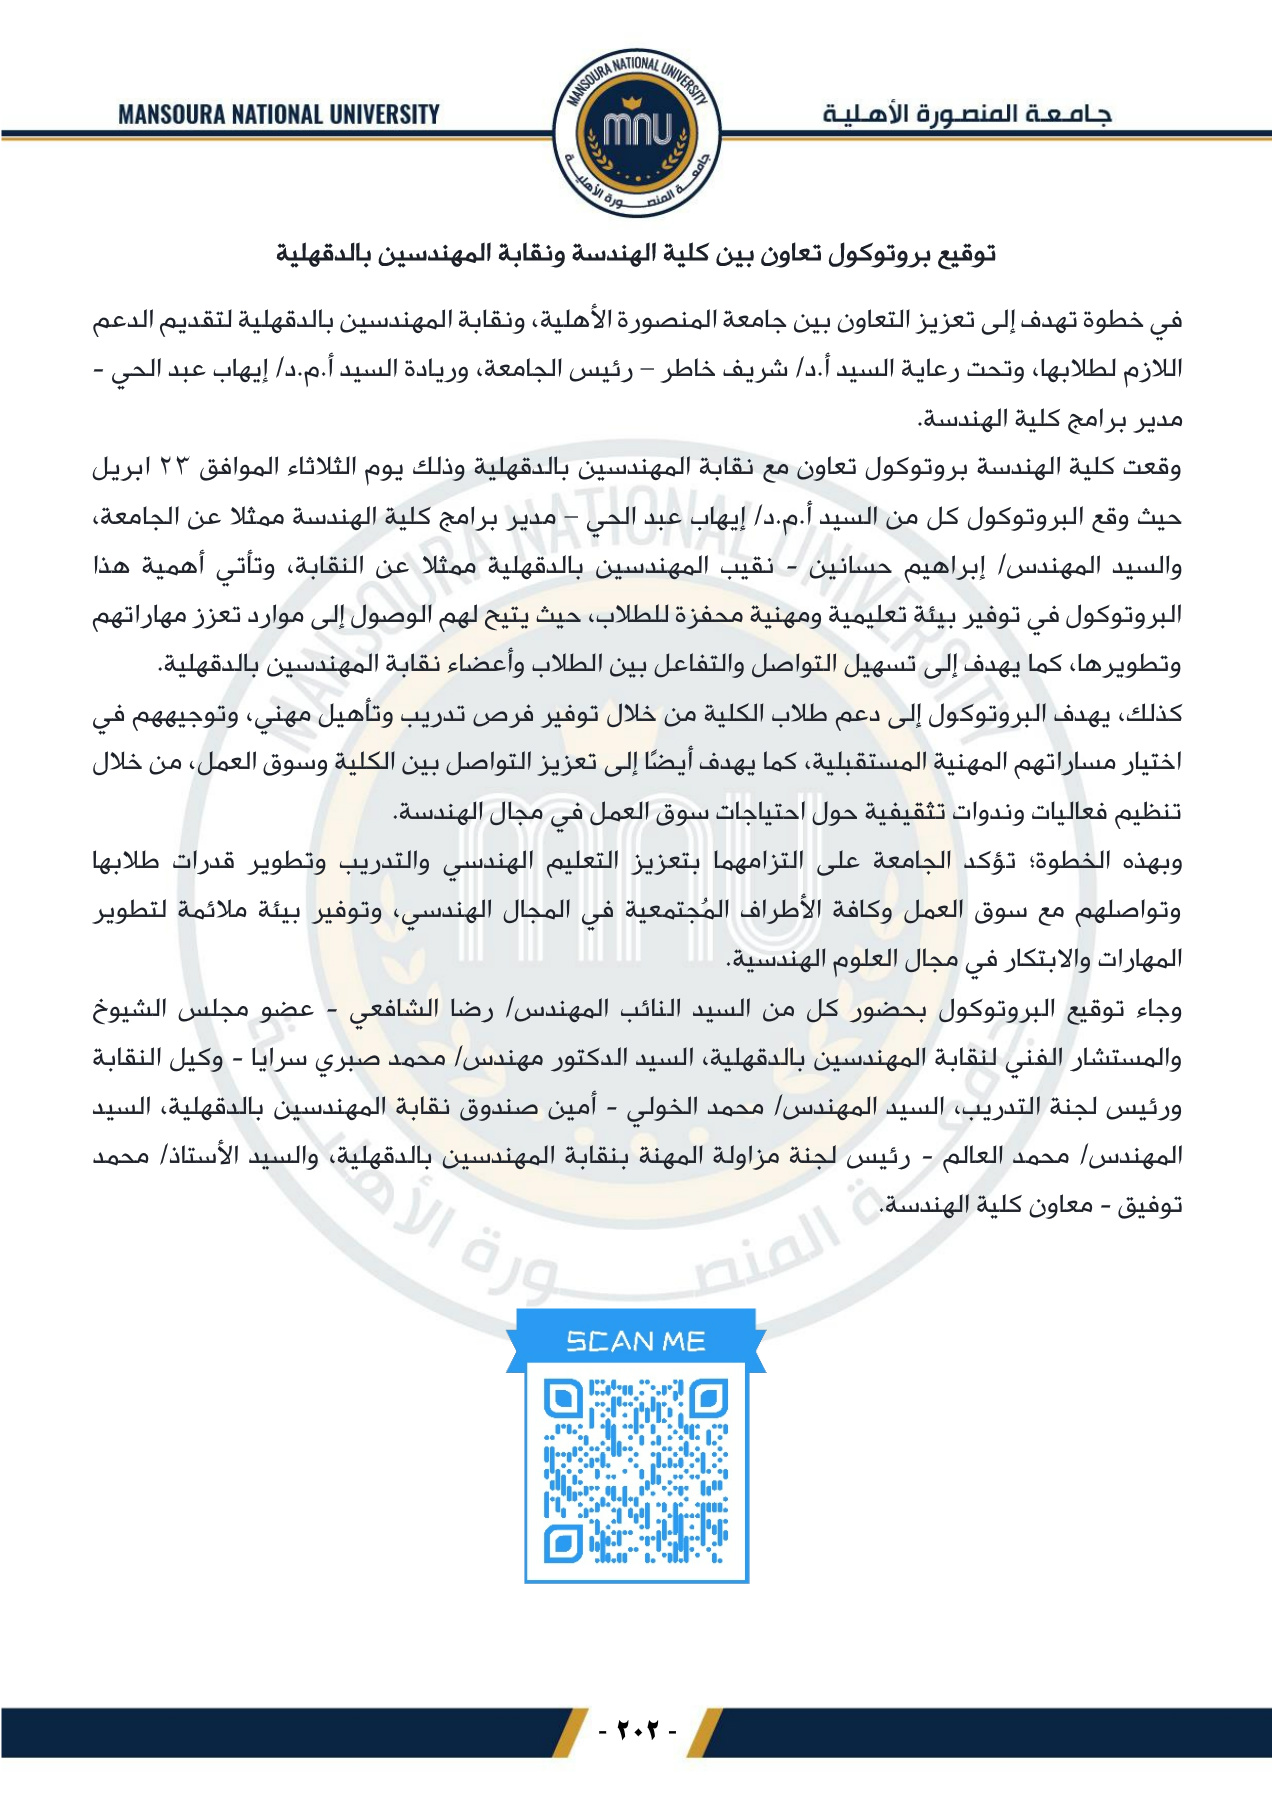 MANSOURA NATIONAL UNIVERSITY
جامعة المنصورة الأهلية
MANSOURA NATIONAL UNIVERSITY
mnu
جامعة المنصورة الأهلية
توقيع بروتوكول تعاون بين كلية الهندسة ونقابة المهندسين بالدقهلية
في خطوة تهدف إلى تعزيز التعاون بين جامعة المنصورة الأهلية، ونقابة المهندسين بالدقهلية لتقديم الدعم
اللازم لطلابها، وتحت رعاية السيد أ.د/ شريف خاطر – رئيس الجامعة، وريادة السيد أ.م.د/ إيهاب عبد الحي -
مدير برامج كلية الهندسة.
وقعت كلية الهندسة بروتوكول تعاون مع نقابة المهندسين بالدقهلية وذلك يوم الثلاثاء الموافق ٢٣ ابريل
حيث وقع البروتوكول كل من السيد أ.م.د/ إيهاب عبد الحي – مدير برامج كلية الهندسة ممثلا عن الجامعة،
والسيد المهندس/ إبراهيم حسانين - نقيب المهندسين بالدقهلية ممثلا عن النقابة، وتأتي أهمية هذا
البروتوكول في توفير بيئة تعليمية ومهنية محفزة للطلاب، حيث يتيح لهم الوصول إلى موارد تعزز مهاراتهم
وتطويرها، كما يهدف إلى تسهيل التواصل والتفاعل بين الطلاب وأعضاء نقابة المهندسين بالدقهلية.
كذلك، يهدف البروتوكول إلى دعم طلاب الكلية من خلال توفير فرص تدريب وتأهيل مهني، وتوجيههم في
اختيار مساراتهم المهنية المستقبلية، كما يهدف أيضًا إلى تعزيز التواصل بين الكلية وسوق العمل، من خلال
تنظيم فعاليات وندوات تثقيفية حول احتياجات سوق العمل في مجال الهندسة.
وبهذه الخطوة؛ تؤكد الجامعة على التزامهما بتعزيز التعليم الهندسي والتدريب وتطوير قدرات طلابها
وتواصلهم مع سوق العمل وكافة الأطراف المُجتمعية في المجال الهندسي، وتوفير بيئة ملائمة لتطوير
المهارات والابتكار في مجال العلوم الهندسية.
وجاء توقيع البروتوكول بحضور كل من السيد النائب المهندس/ رضا الشافعي - عضو مجلس الشيوخ
والمستشار الفني لنقابة المهندسين بالدقهلية، السيد الدكتور مهندس/ محمد صبري سرايا - وكيل النقابة
ورئيس لجنة التدريب، السيد المهندس/ محمد الخولي - أمين صندوق نقابة المهندسين بالدقهلية، السيد
المهندس/ محمد العالم - رئيس لجنة مزاولة المهنة بنقابة المهندسين بالدقهلية، والسيد الأستاذ/ محمد
توفيق - معاون كلية الهندسة.
SCAN ME
- ٢٠٢ -